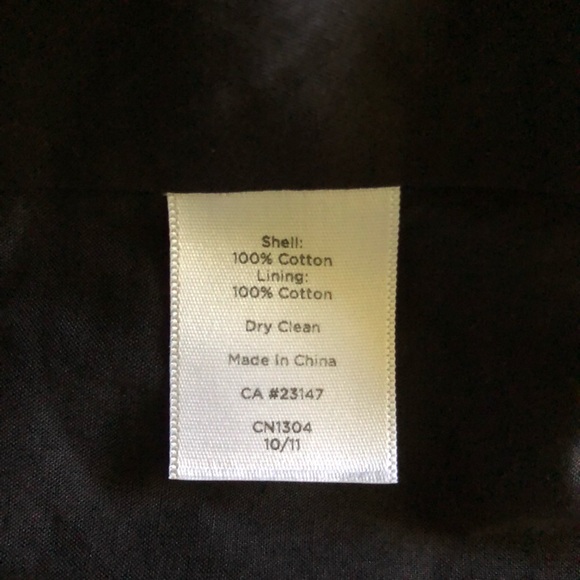 Shell:
100% Cotton
Lining:
100% Cotton
Dry Clean
Made in China
CA #23147
CN1304
10/11